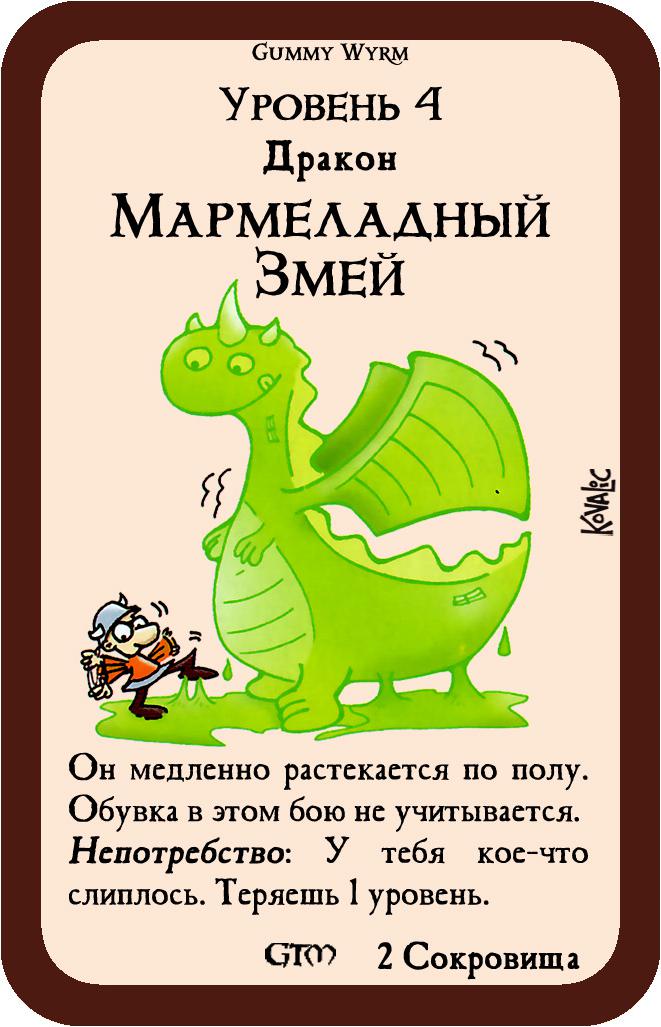 Gummy Wyrm
Уровень 4
Дракон
Мармеладный
Змей
Kovalic
Он медленно растекается по полу.
Обувка в этом бою не учитывается.
Непотребство: У тебя кое-что
слиплось. Теряешь 1 уровень.
GTM 2 Сокровища